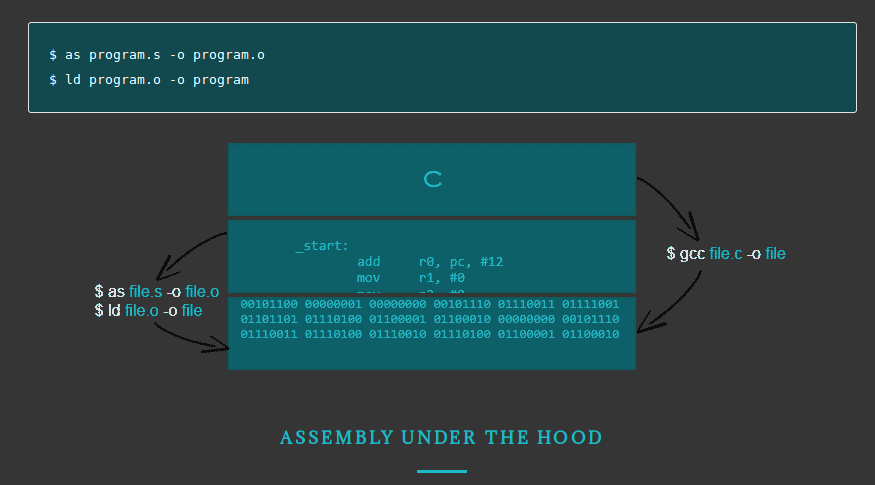 $ as program.s -o program.o
$ ld program.o -o program
C
_start:
add r0, pc, #12
mov r1, #0
$ gcc file.c -o file
$ as file.s -o file.o
$ ld file.o -o file
00101100 00000001 00000000 00101110 01110011 01111001
01101101 01110100 01100001 01100010 00000000 00101110
01110011 01110100 01110010 01110100 01100001 01100010
ASSEMBLY UNDER THE HOOD